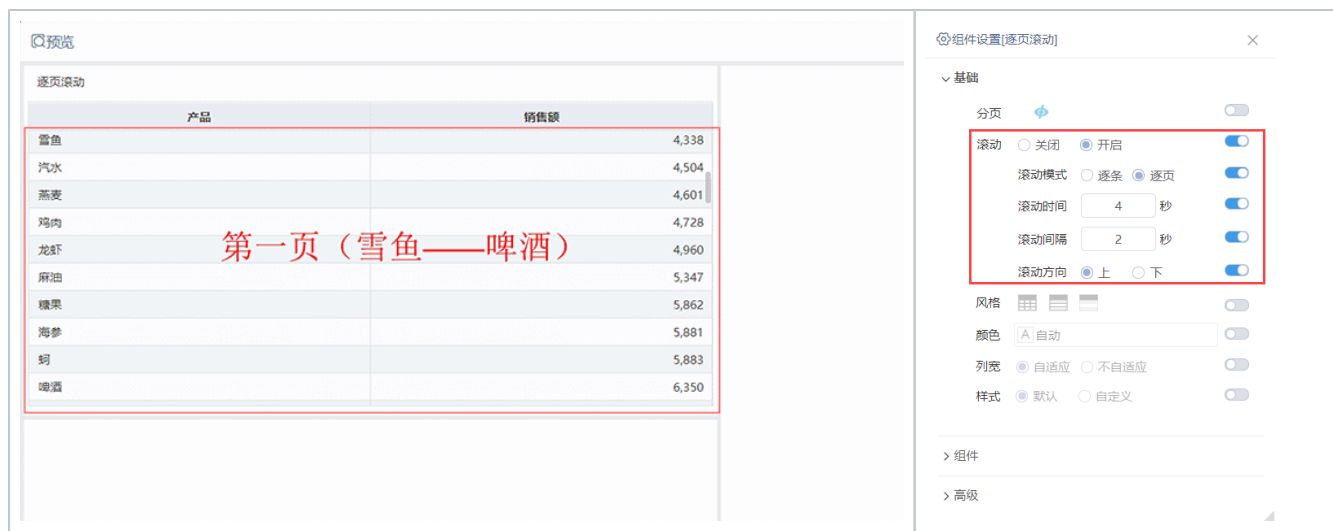 预览
逐页滚动
产品 销售额
雪鱼 4,338
汽水 4,504
燕麦 4,601
鸡肉 4,728
龙虾 4,960
麻油 5,347
糖果 5,862
海参 5,881
蚵 5,883
啤酒 6,350
第一页（雪鱼——啤酒）
组件设置[逐页滚动]
基础
分页
滚动 关闭 开启
滚动模式 逐条 逐页
滚动时间 4 秒
滚动间隔 2 秒
滚动方向 上 下
风格
颜色 A 自动
列宽 自适应 不自适应
样式 默认 自定义
组件
高级